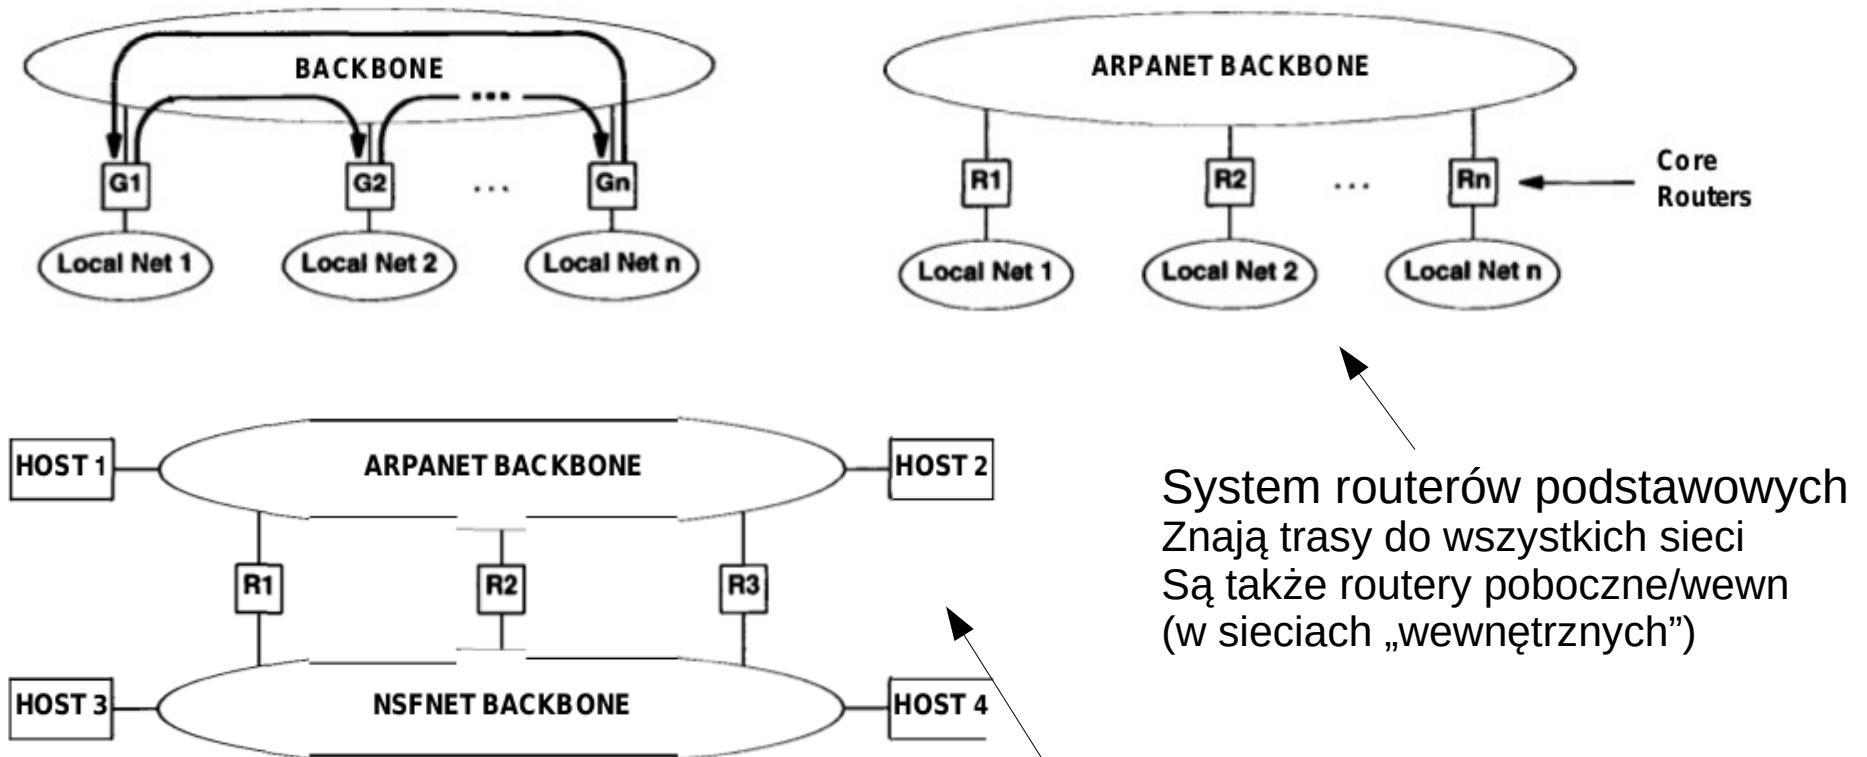 BACKBONE
G1 G2 ... Gn
Local Net 1 Local Net 2 Local Net n
ARPANET BACKBONE
R1 R2 ... Rn
Core
Routers
Local Net 1 Local Net 2 Local Net n
HOST 1 ARPANET BACKBONE HOST 2
R1 R2 R3
HOST 3 NSFNET BACKBONE HOST 4
System routerów podstawowych
Znają trasy do wszystkich sieci
Są także routery poboczne/wewn
(w sieciach „wewnętrznych”)